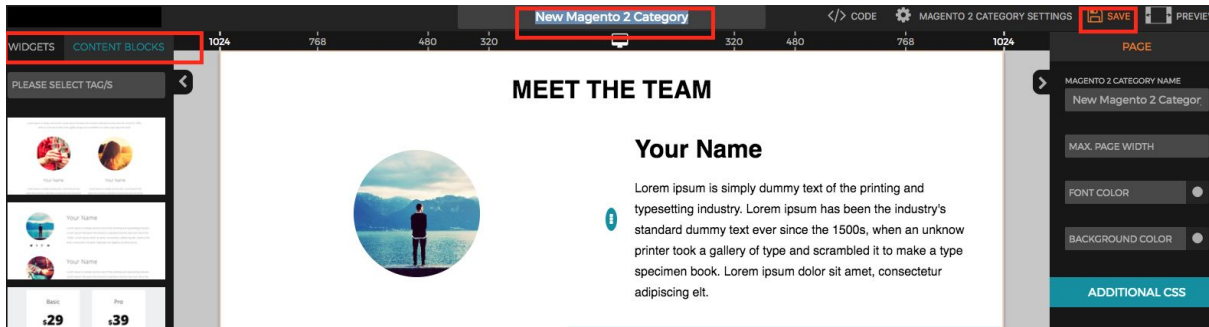 New Magento 2 Category
</> CODE
MAGENTO 2 CATEGORY SETTINGS
SAVE
PREVIE
WIDGETS
CONTENT BLOCKS
1024
768
480
320
320
480
768
1024
PAGE
PLEASE SELECT TAG/S
Your Name
Your Name
Your Name
Your Name
Basic
Pro
$29
$39
MEET THE TEAM
Your Name
Lorem ipsum is simply dummy text of the printing and
typesetting industry. Lorem ipsum has been the industry's
standard dummy text ever since the 1500s, when an unknow
printer took a gallery of type and scrambled it to make a type
specimen book. Lorem ipsum dolor sit amet, consectetur
adipiscing elt.
MAGENTO 2 CATEGORY NAME
New Magento 2 Categor
MAX. PAGE WIDTH
FONT COLOR
BACKGROUND COLOR
ADDITIONAL CSS